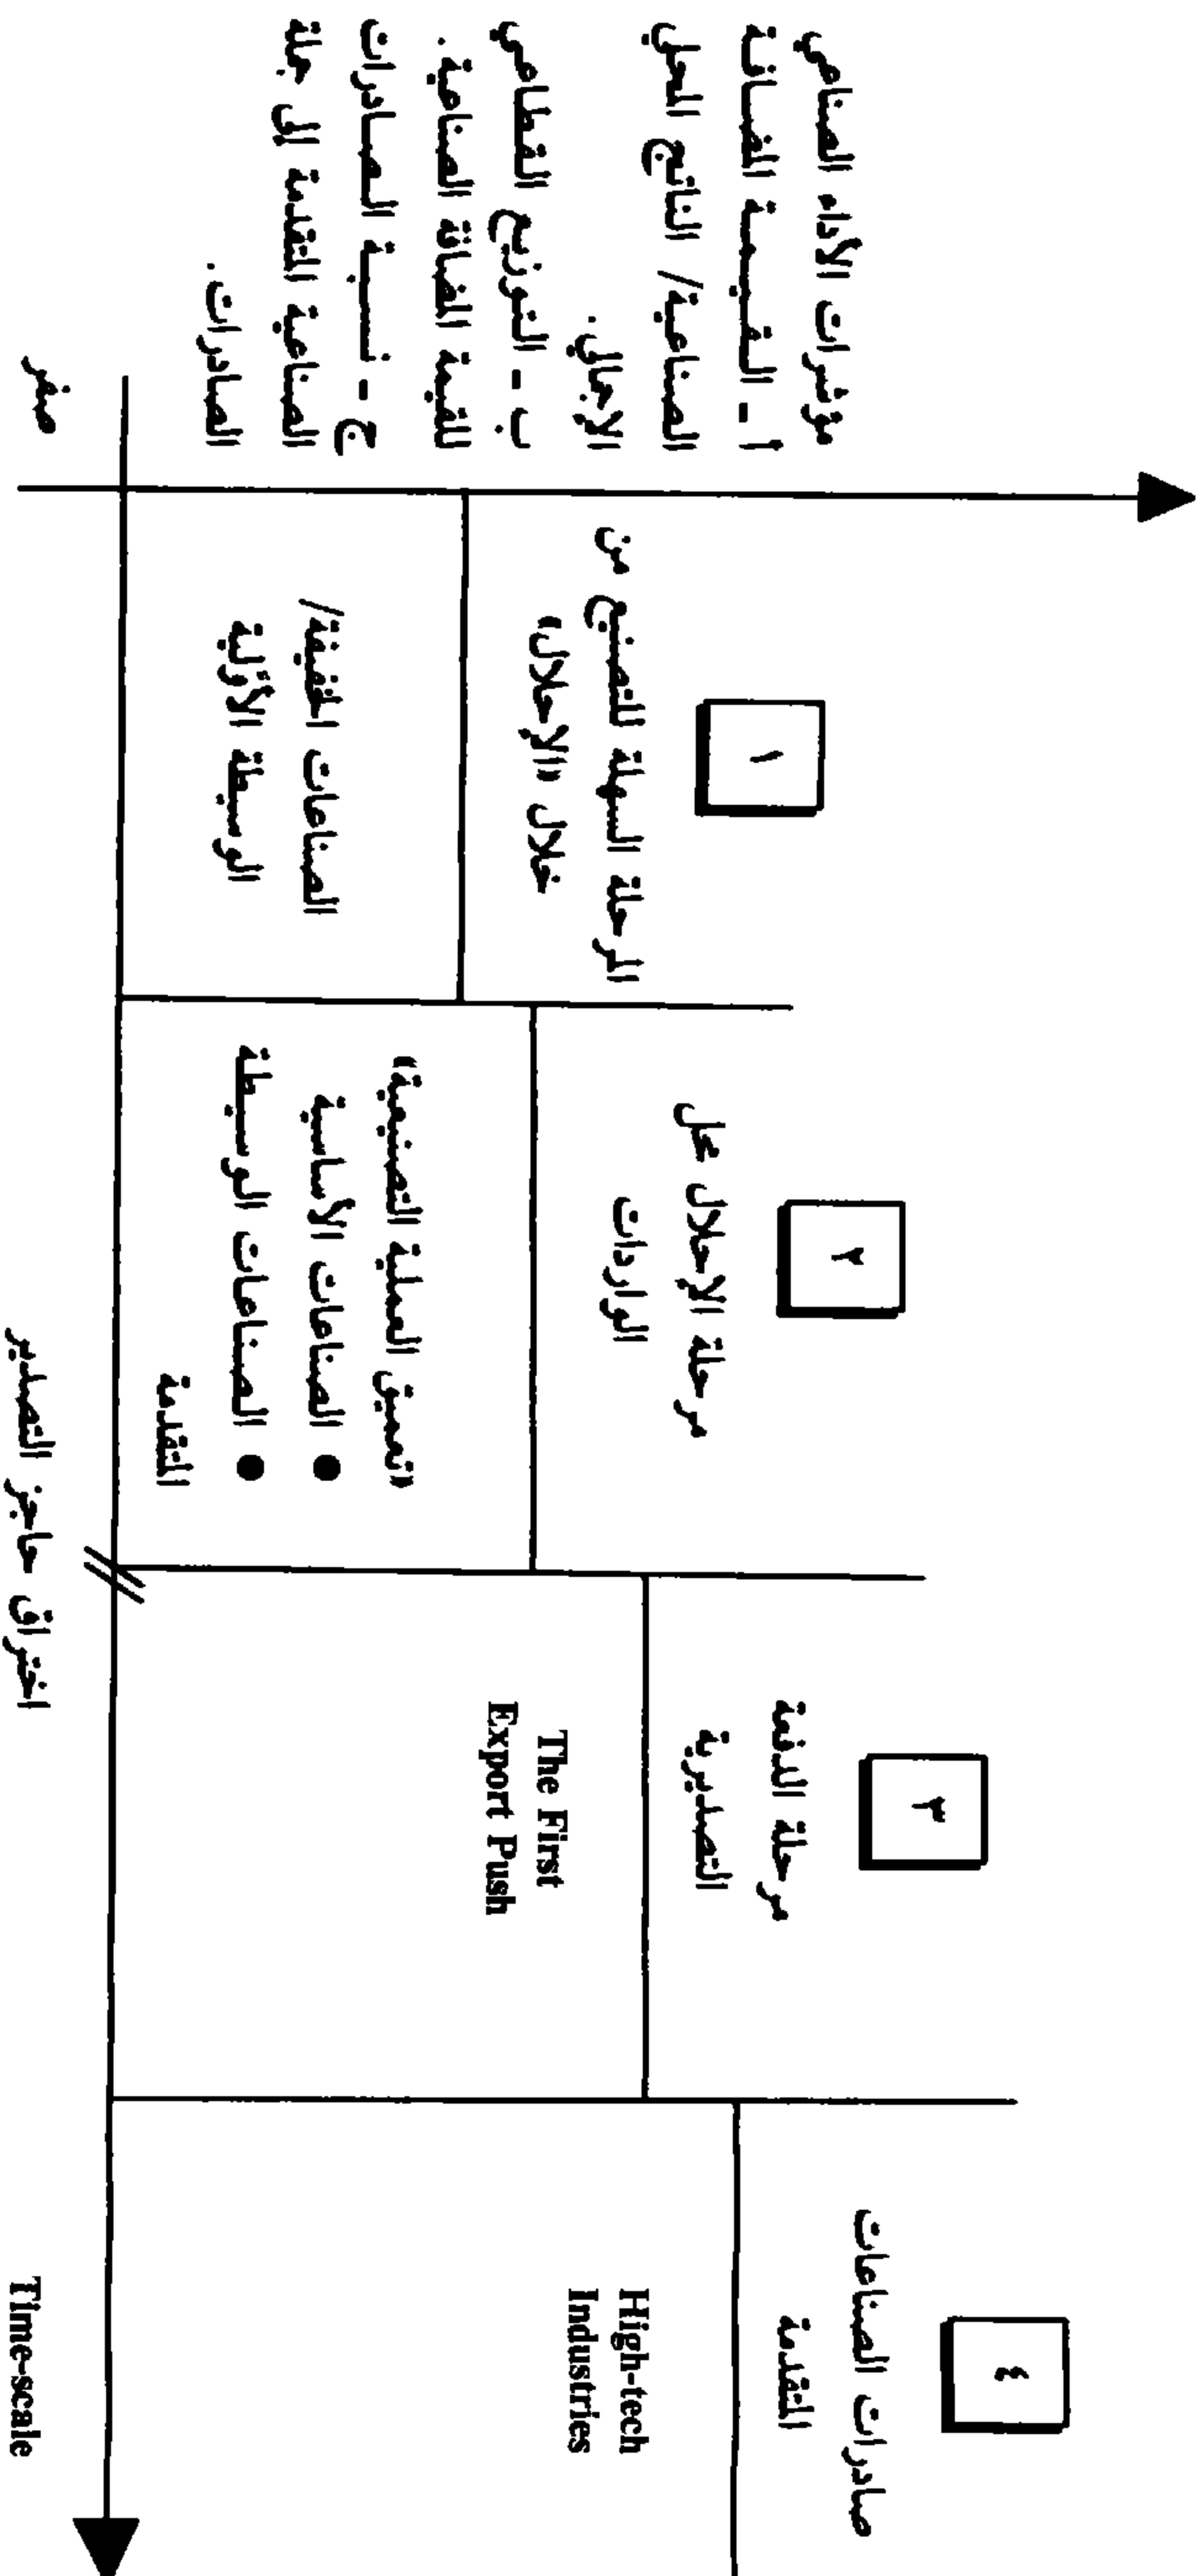 مؤشرات الأداء الصناعي
أ - القيمة المضافة
الصناعية/ الناتج المحلي
الإجمالي.
ب - التوزيع القطاعي
للقيمة المضافة الصناعية.
ج - نسبة الصادرات
الصناعية المتقدمة إلى جملة
الصادرات.
صفر
١
المرحلة السهلة للتصنيع من
خلال «الإحلال»
الصناعات الخفيفة/
الوسيطة الأولية
٢
مرحلة الإحلال محل
الواردات
«تعميق العملية التصنيعية»
● الصناعات الأساسية
● الصناعات الوسيطة
المتقدمة
اختراق حاجز التصدير
٣
مرحلة الدفعة
التصديرية
The First
Export Push
٤
صادرات الصناعات
المتقدمة
High-tech
Industries
Time-scale